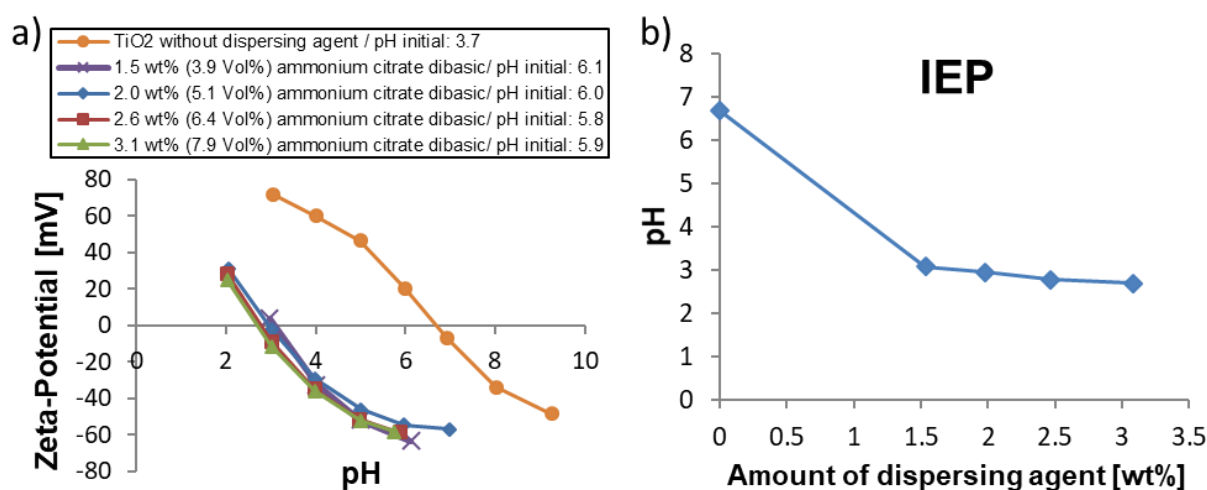 a)
TiO2 without dispersing agent / pH initial: 3.7
1.5 wt% (3.9 Vol%) ammonium citrate dibasic/ pH initial: 6.1
2.0 wt% (5.1 Vol%) ammonium citrate dibasic/ pH initial: 6.0
2.6 wt% (6.4 Vol%) ammonium citrate dibasic/ pH initial: 5.8
3.1 wt% (7.9 Vol%) ammonium citrate dibasic/ pH initial: 5.9
Zeta-Potential [mV]
80
60
40
20
0
-20
-40
-60
-80
0 2 4 6 8 10
pH
b)
IEP
pH
8
7
6
5
4
3
2
1
0
0 0.5 1 1.5 2 2.5 3 3.5
Amount of dispersing agent [wt%]